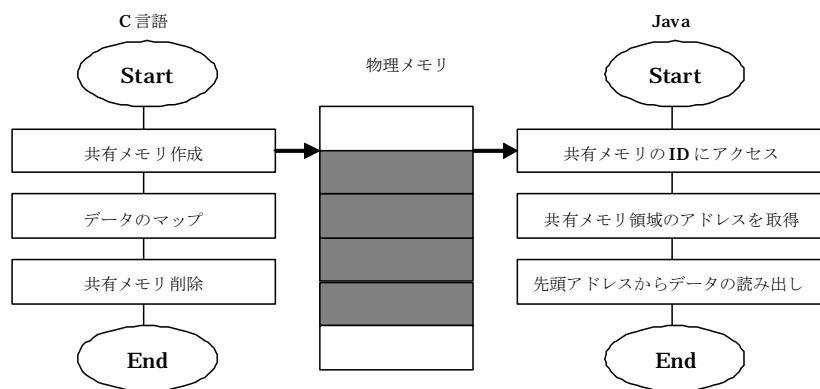 C 言語
Start
共有メモリ作成
データのマップ
共有メモリ削除
End
物理メモリ
Java
Start
共有メモリの ID にアクセス
共有メモリ領域のアドレスを取得
先頭アドレスからデータの読み出し
End